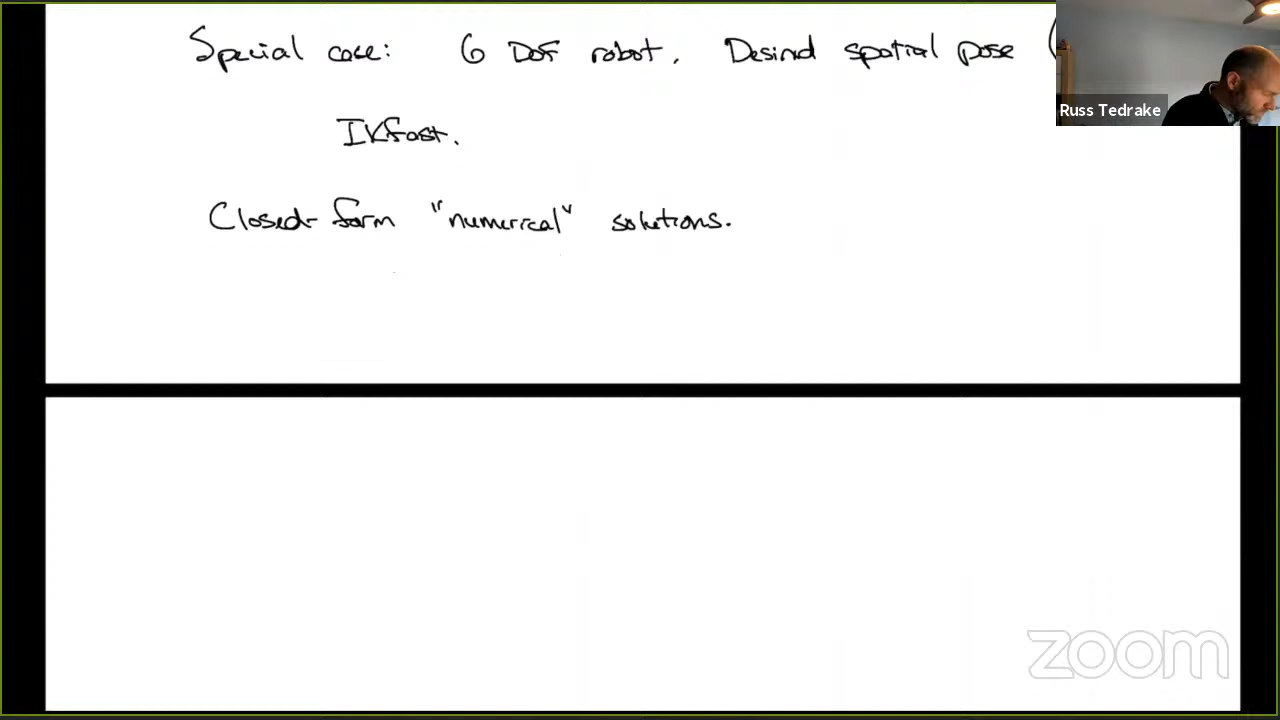 Special case: 6 DoF robot. Desired spatial pose (
Russ Tedrake
IKfast.
Closed-form "numerical" solutions.
zoom